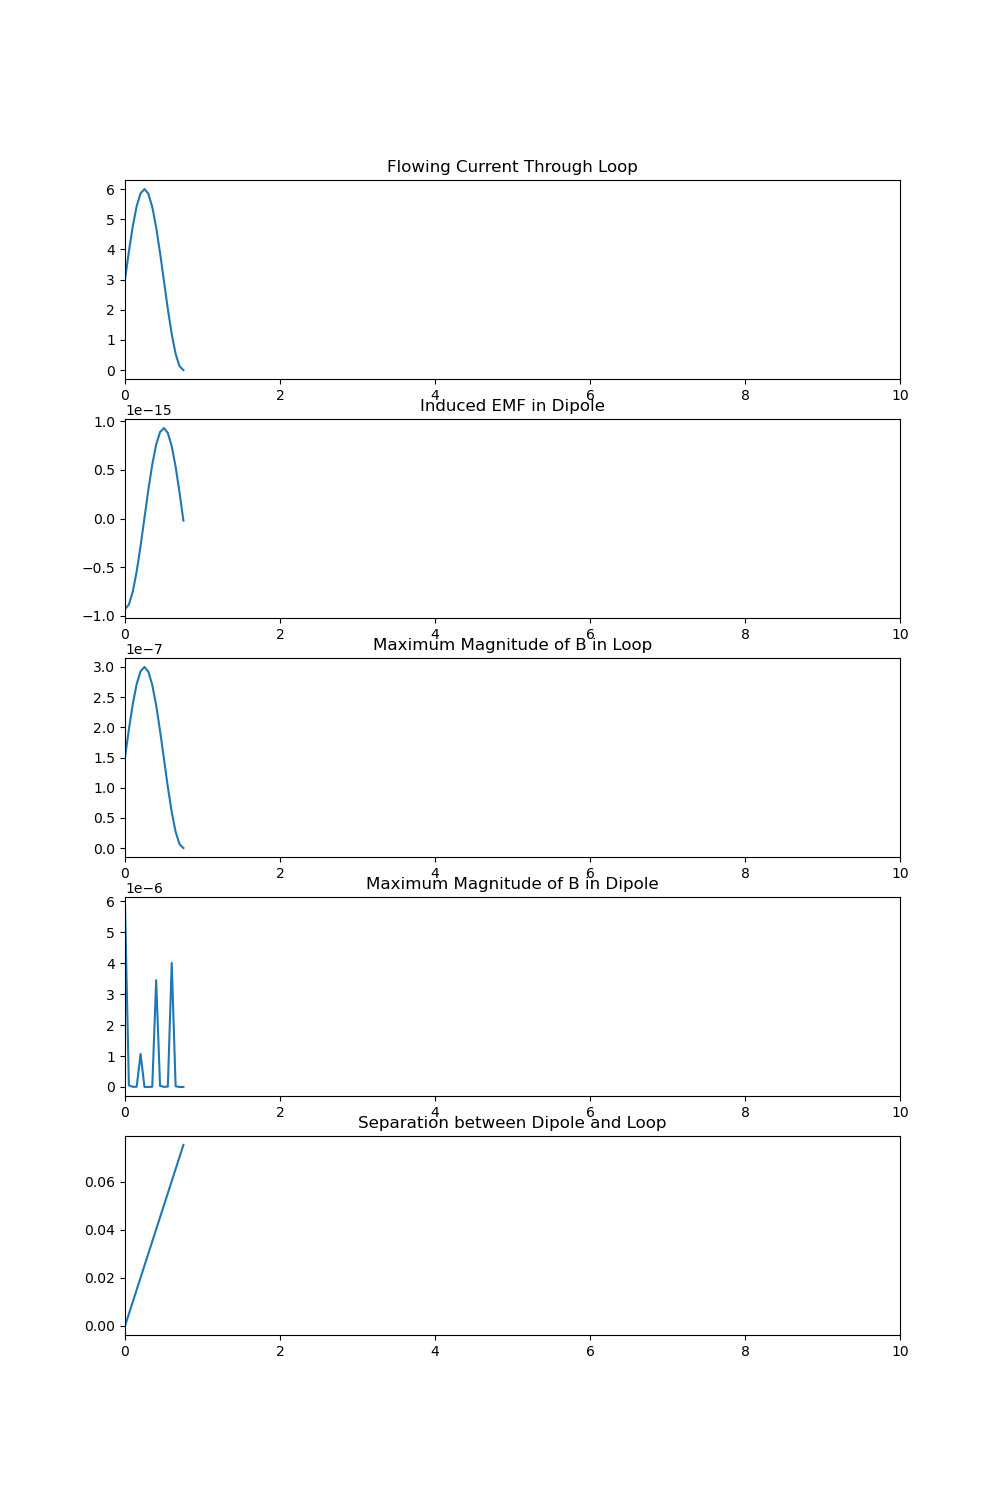 Flowing Current Through Loop
6
5
4
3
2
1
0
0 2 4 6 8 10
Induced EMF in Dipole
1e−15
1.0
0.5
0.0
−0.5
−1.0
0 2 4 6 8 10
Maximum Magnitude of B in Loop
1e−7
3.0
2.5
2.0
1.5
1.0
0.5
0.0
0 2 4 6 8 10
Maximum Magnitude of B in Dipole
1e−6
6
5
4
3
2
1
0
0 2 4 6 8 10
Separation between Dipole and Loop
0.06
0.04
0.02
0.00
0 2 4 6 8 10